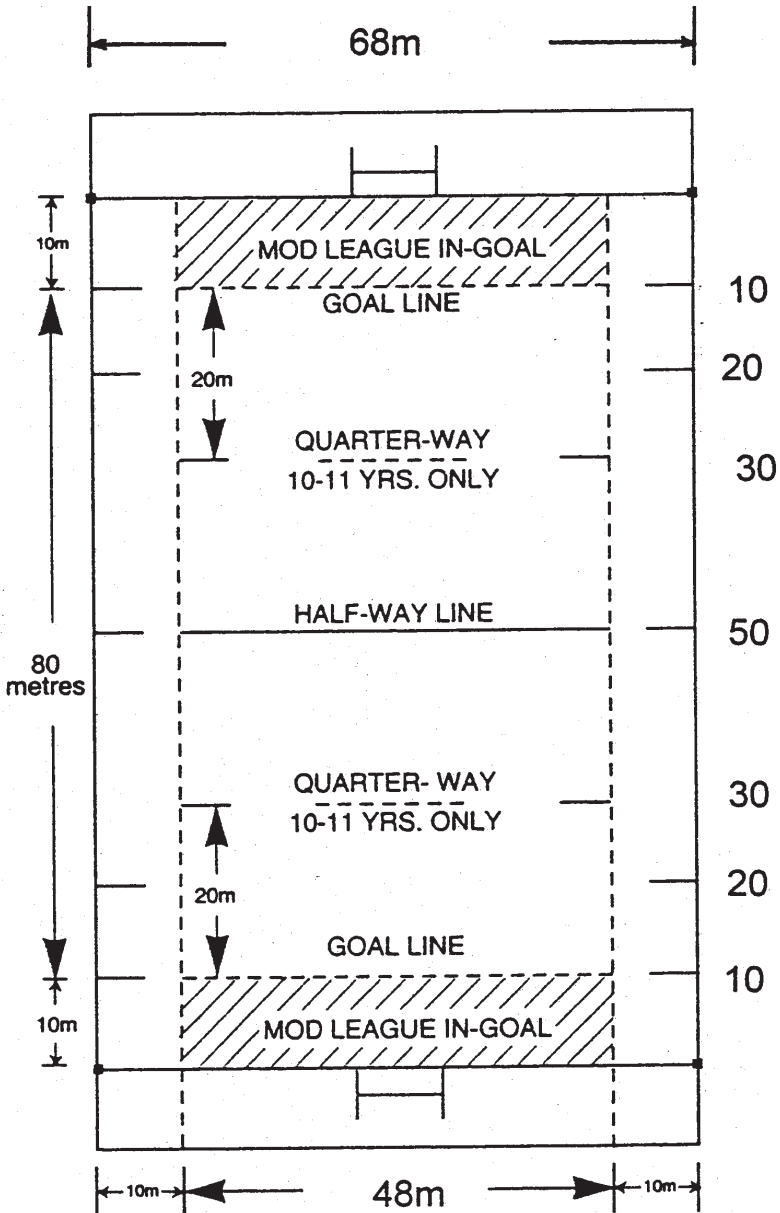 68m
10m
MOD LEAGUE IN-GOAL
GOAL LINE
10
20m
20
QUARTER-WAY
10-11 YRS. ONLY
30
HALF-WAY LINE
50
80
metres
QUARTER- WAY
10-11 YRS. ONLY
30
20m
20
GOAL LINE
10
10m
MOD LEAGUE IN-GOAL
10m
48m
10m